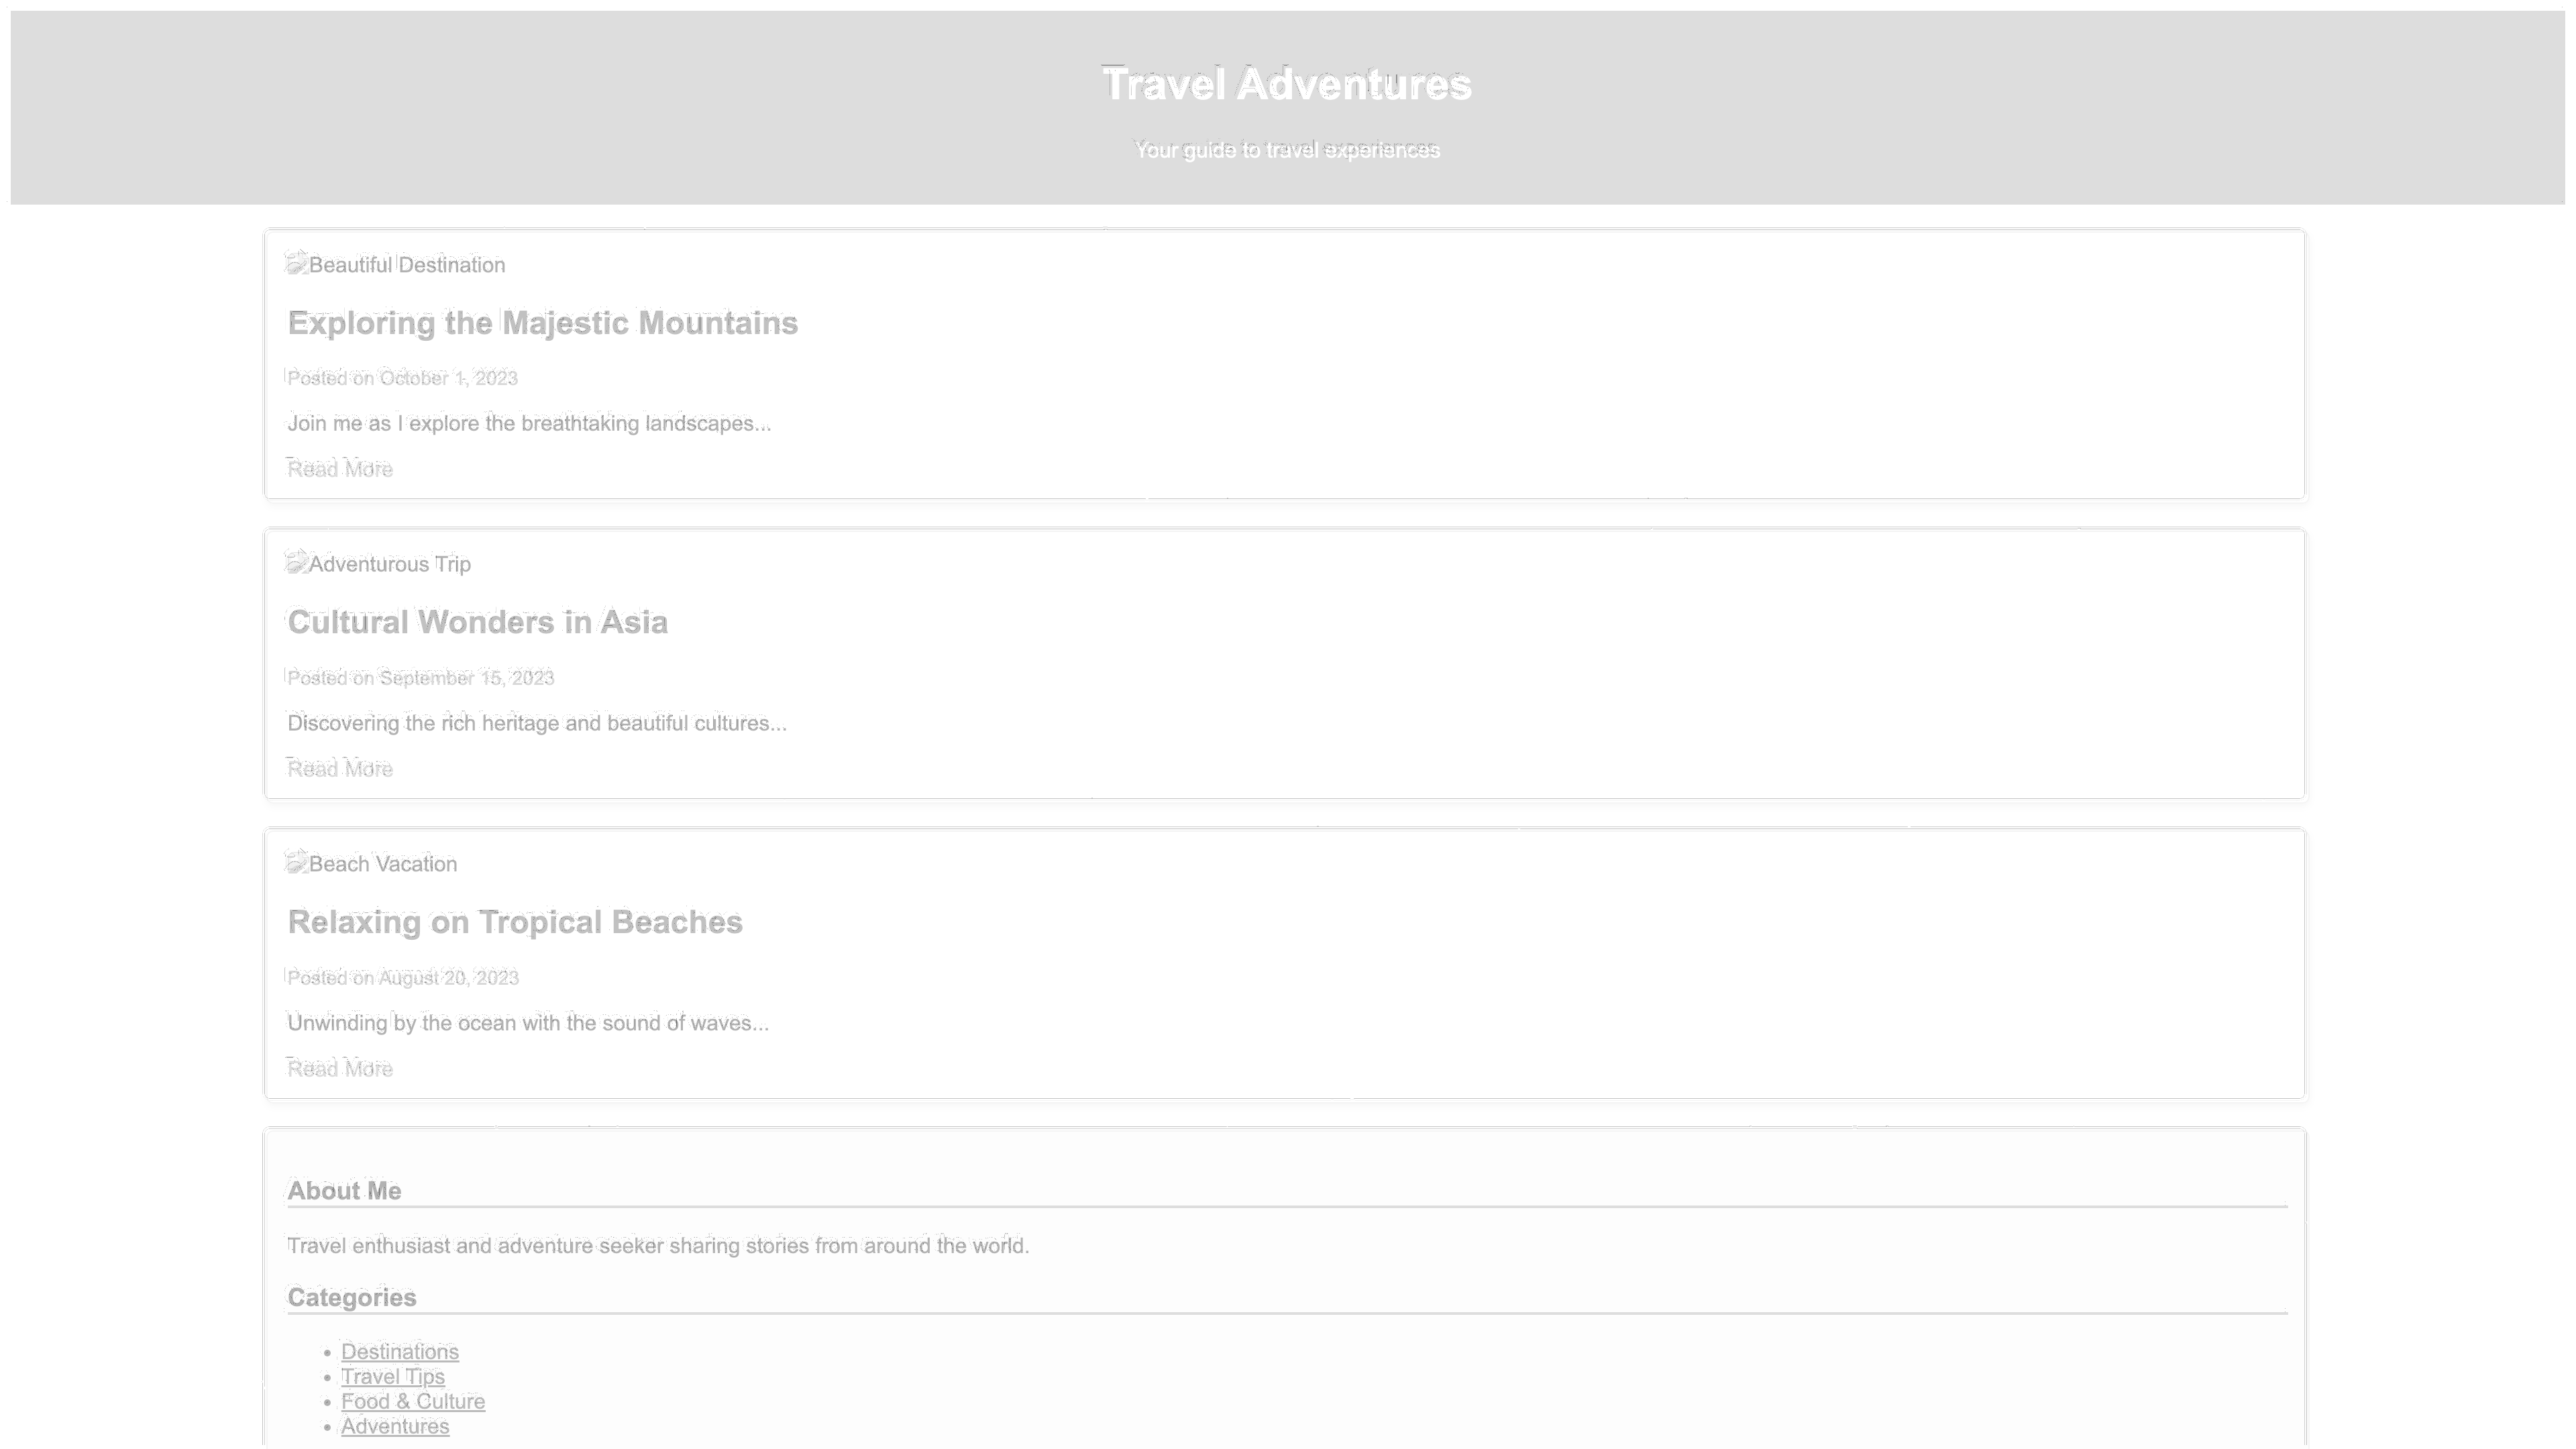 Travel Adventures
Your guide to travel experiences
Beautiful Destination
Exploring the Majestic Mountains
Posted on October 1, 2023
Join me as I explore the breathtaking landscapes...
Read More
Adventurous Trip
Cultural Wonders in Asia
Posted on September 15, 2023
Discovering the rich heritage and beautiful cultures...
Read More
Beach Vacation
Relaxing on Tropical Beaches
Posted on August 20, 2023
Unwinding by the ocean with the sound of waves...
Read More
About Me
Travel enthusiast and adventure seeker sharing stories from around the world.
Categories
Destinations
Travel Tips
Food & Culture
Adventures